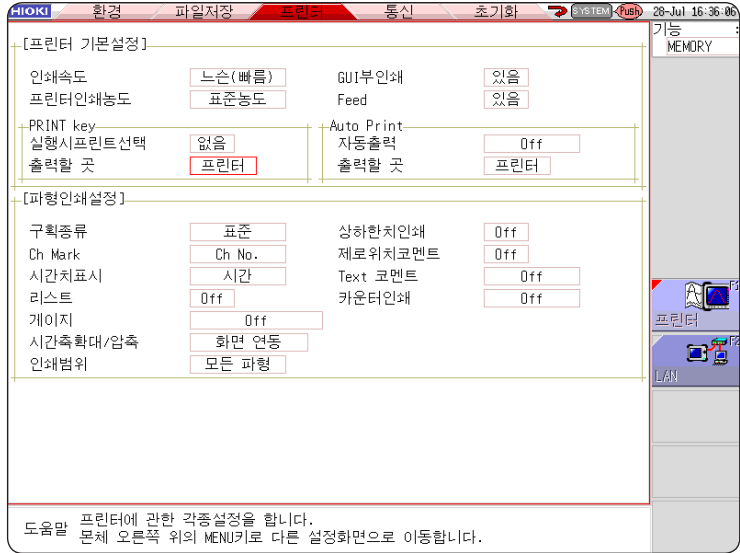 HIOKI 환경 파일저장 프린터 통신 초기화 SYSTEM Push 28-Jul 16:36:06
기능 :
MEMORY
[프린터 기본설정]
인쇄속도 느슨(빠름) GUI부인쇄 있음
프린터인쇄농도 표준농도 Feed 있음
PRINT key Auto Print
실행시프린트선택 없음 자동출력 Off
출력할 곳 프린터 출력할 곳 프린터
[파형인쇄설정]
구획종류 표준 상하한치인쇄 Off
Ch Mark Ch No. 제로위치코멘트 Off
시간치표시 시간 Text 코멘트 Off
리스트 Off 카운터인쇄 Off
게이지 Off
시간축확대/압축 화면 연동
인쇄범위 모든 파형
F1
프린터
F2
LAN
도움말 프린터에 관한 각종설정을 합니다.
본체 오른쪽 위의 MENU키로 다른 설정화면으로 이동합니다.